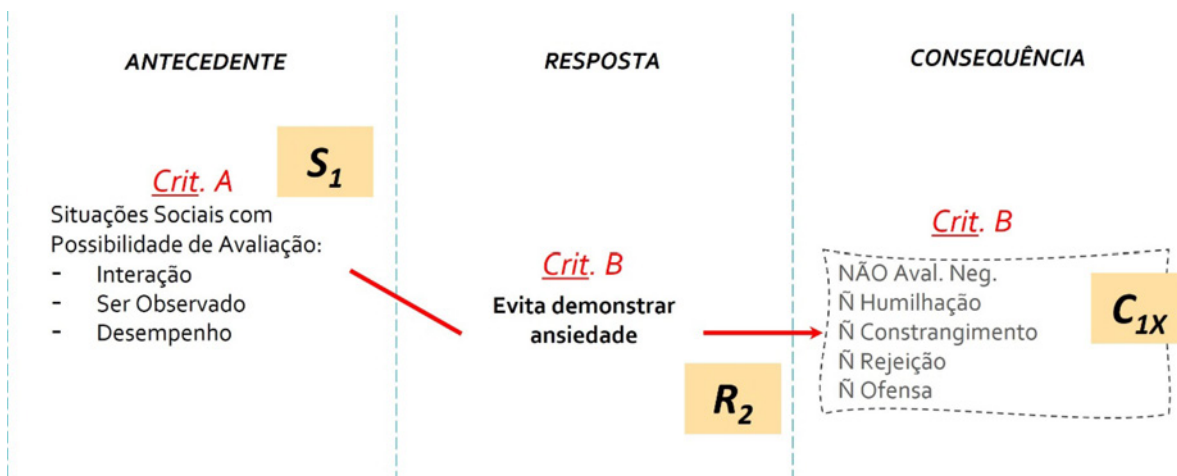 ANTECEDENTE
S1
Crit. A
Situações Sociais com
Possibilidade de Avaliação:
- Interação
- Ser Observado
- Desempenho
RESPOSTA
Crit. B
Evita demonstrar
ansiedade
R2
CONSEQUÊNCIA
Crit. B
NÃO Aval. Neg.
Ñ Humilhação
Ñ Constrangimento
Ñ Rejeição
Ñ Ofensa
C1X